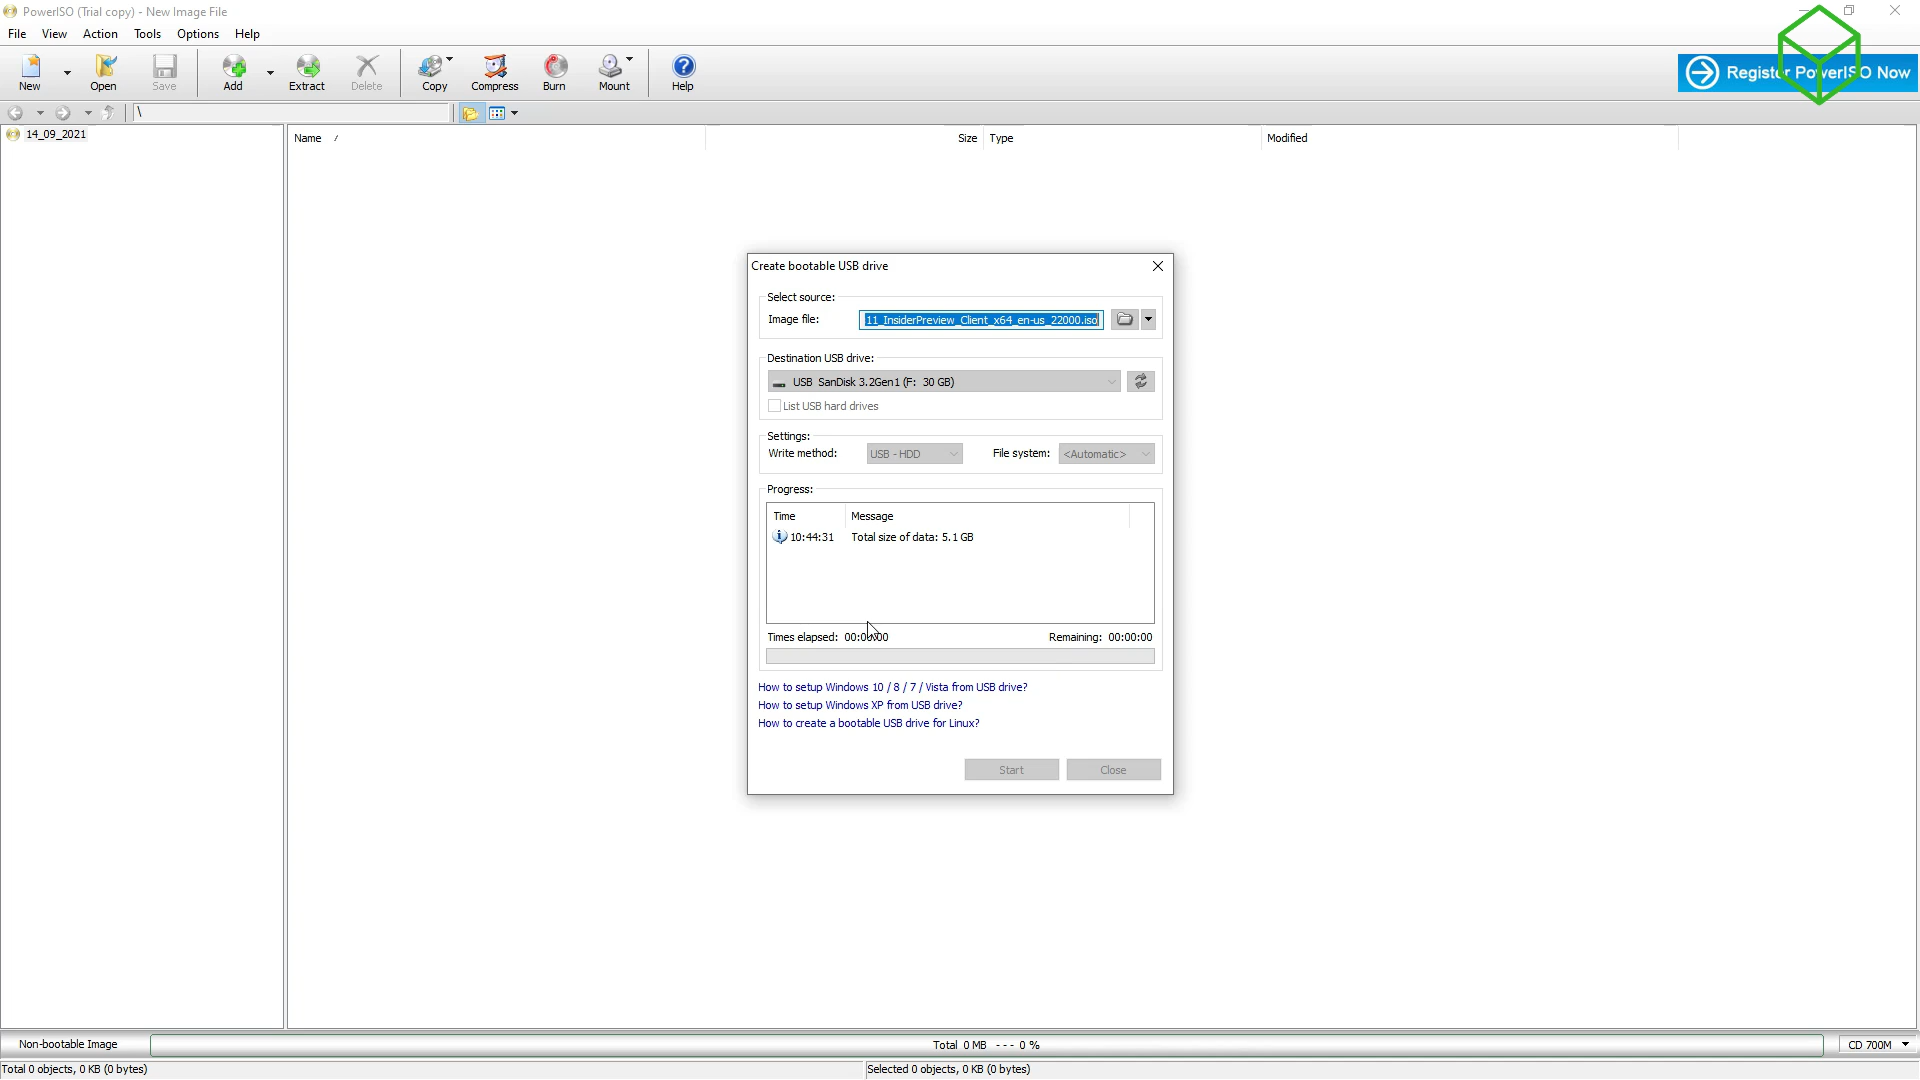 PowerISO (Trial copy) - New Image File
File View Action Tools Options Help
New Open Save Add Extract Delete Copy Compress Burn Mount Help
Register PowerISO Now
\
14_09_2021
Name / Size Type Modified
Create bootable USB drive
Select source:
Image file: 11_InsiderPreview_Client_x64_en-us_22000.iso
Destination USB drive:
USB SanDisk 3.2Gen1 (F: 30 GB)
List USB hard drives
Settings:
Write method: USB - HDD File system: <Automatic>
Progress:
Time Message
10:44:31 Total size of data: 5.1 GB
Times elapsed: 00:00:00 Remaining: 00:00:00
How to setup Windows 10 / 8 / 7 / Vista from USB drive?
How to setup Windows XP from USB drive?
How to create a bootable USB drive for Linux?
Start Close
Non-bootable Image Total 0 MB --- 0 % CD 700M
Total 0 objects, 0 KB (0 bytes) Selected 0 objects, 0 KB (0 bytes)